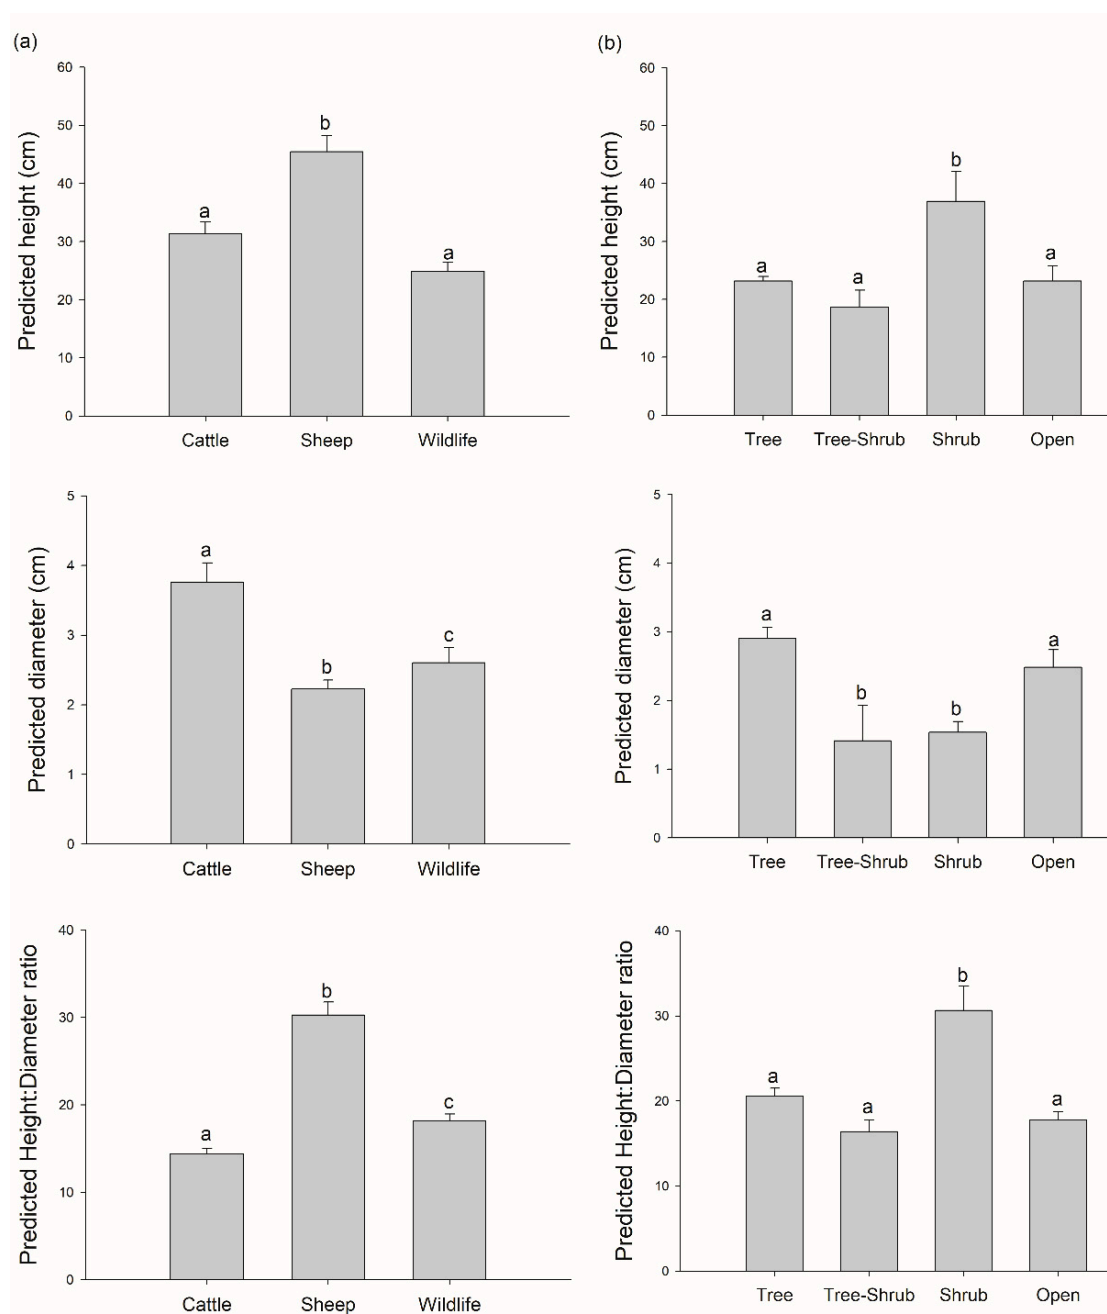 (a)
Predicted height (cm)
60
50
40
30
20
10
0
a
b
a
Cattle
Sheep
Wildlife
(b)
Predicted height (cm)
60
50
40
30
20
10
0
a
a
b
a
Tree
Tree-Shrub
Shrub
Open
Predicted diameter (cm)
5
4
3
2
1
0
a
b
c
Cattle
Sheep
Wildlife
Predicted diameter (cm)
5
4
3
2
1
0
a
b
b
a
Tree
Tree-Shrub
Shrub
Open
Predicted Height:Diameter ratio
40
30
20
10
0
a
b
c
Cattle
Sheep
Wildlife
Predicted Height:Diameter ratio
40
30
20
10
0
a
a
b
a
Tree
Tree-Shrub
Shrub
Open